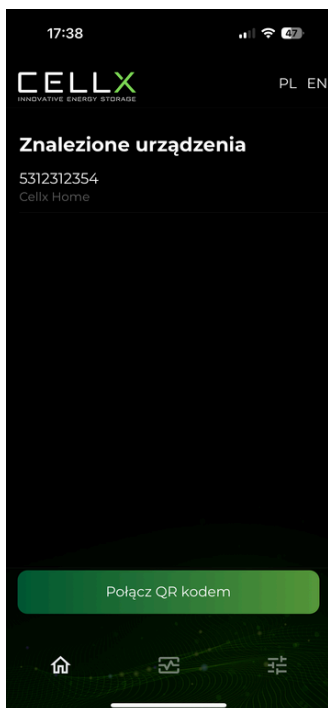 17:38
47
CELLX
PL EN
INNOVATIVE ENERGY STORAGE
Znalezione urządzenia
5312312354
Cellx Home
Połącz QR kodem